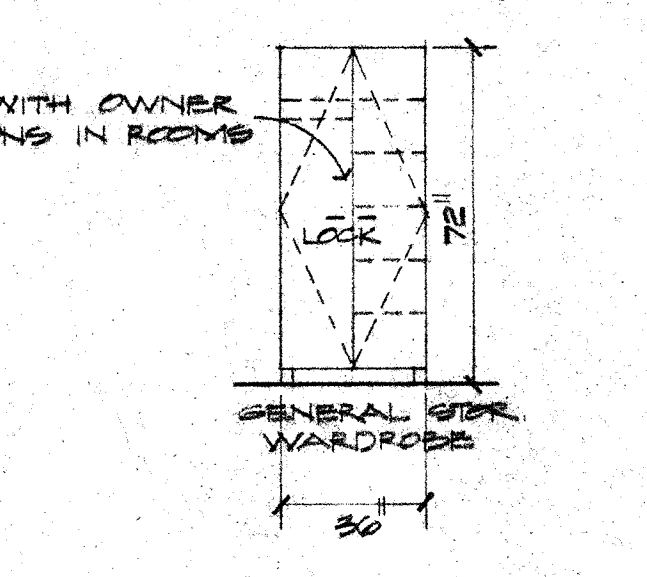 WITH OWNER
NS IN ROOMS
LOCK
72"
GENERAL STOR.
WARDROBE
36"